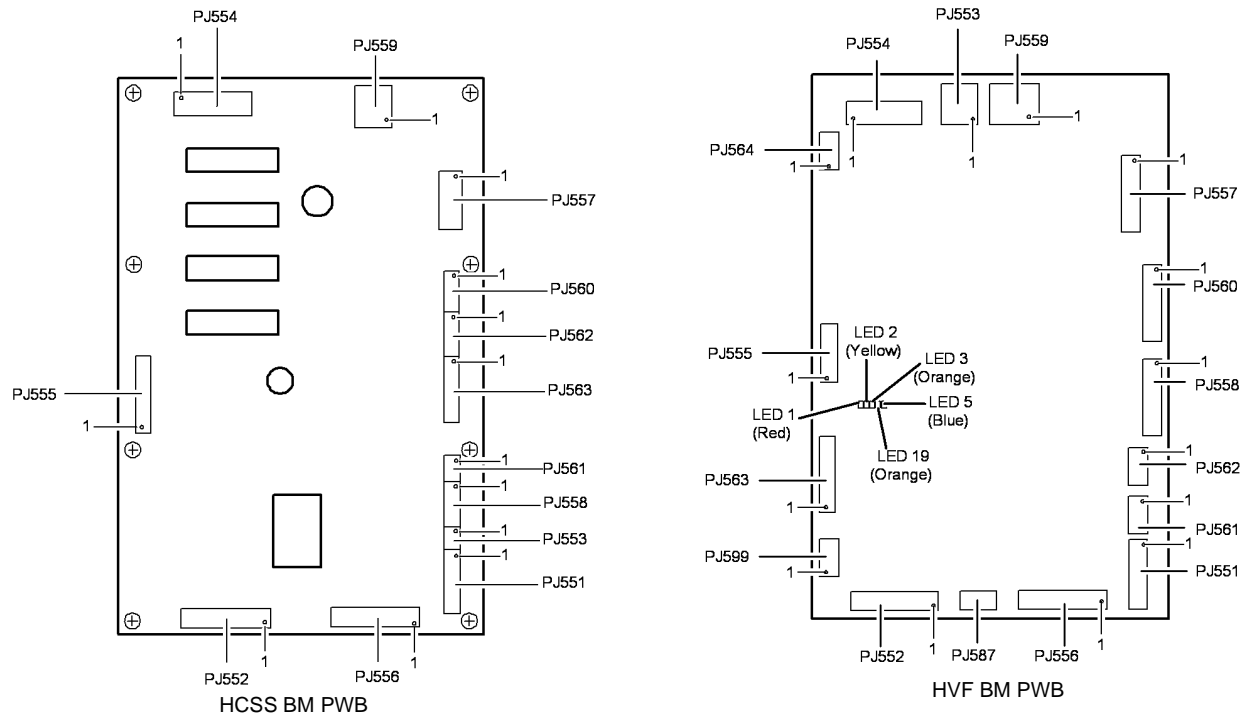 PJ554
1
PJ559
1
1
PJ557
1
PJ560
1
PJ562
1
PJ563
PJ555
1
1
PJ561
1
PJ558
1
PJ553
1
PJ551
1
1
PJ552
PJ556
HCSS BM PWB
PJ553
PJ554
PJ559
1
1
1
PJ564
1
1
PJ557
1
PJ560
LED 2
(Yellow)
PJ555
LED 3
(Orange)
1
1
PJ558
LED 1
(Red)
LED 5
(Blue)
LED 19
(Orange)
1
PJ562
PJ563
1
1
PJ561
PJ599
1
1
PJ551
1
1
PJ552
PJ587
PJ556
HVF BM PWB